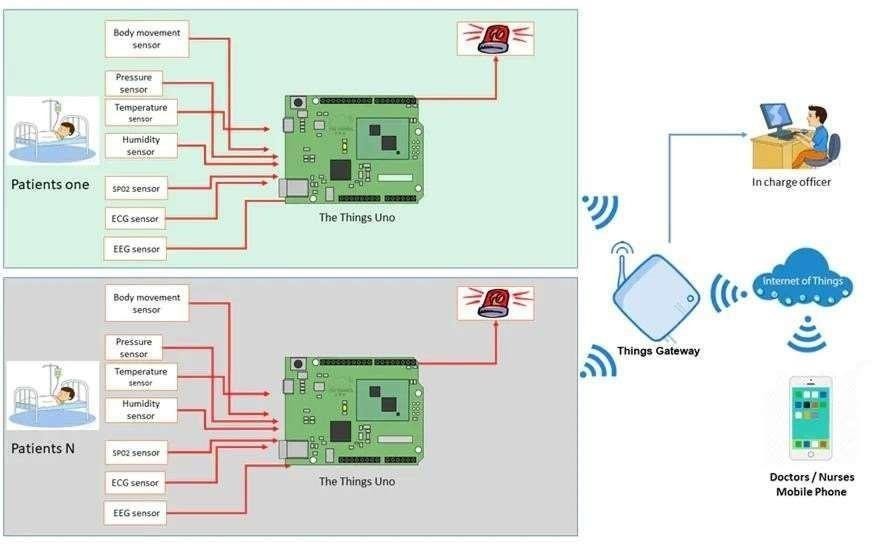 Body movement
sensor
Pressure
sensor
Temperature
sensor
Humidity
sensor
Patients one
SPO2 sensor
ECG sensor
EEG sensor
The Things Uno
In charge officer
Internet of Things
Things Gateway
Body movement
sensor
Pressure
sensor
Temperature
sensor
Humidity
sensor
Patients N
SPO2 sensor
ECG sensor
EEG sensor
The Things Uno
Doctors / Nurses
Mobile Phone